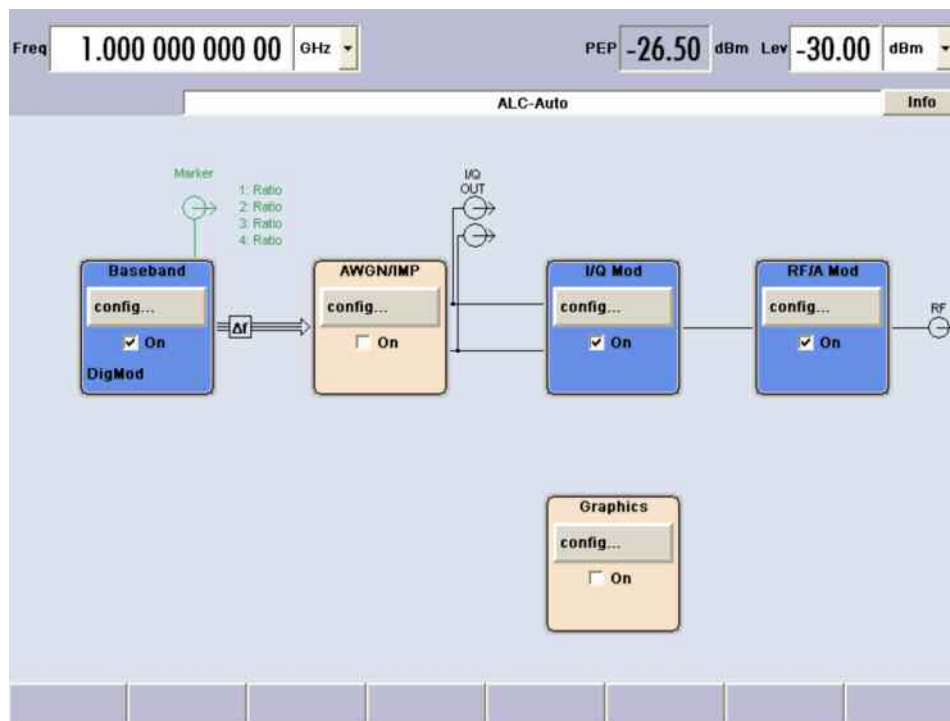 Freq 1.000 000 000 00 GHz PEP -26.50 dBm Lev -30.00 dBm
ALC-Auto Info
Marker
1: Ratio
2: Ratio
3: Ratio
4: Ratio
I/Q
OUT
Baseband
config...
On
DigMod
Δf
AWGN/IMP
config...
On
I/Q Mod
config...
On
RF/A Mod
config...
On
RF
Graphics
config...
On